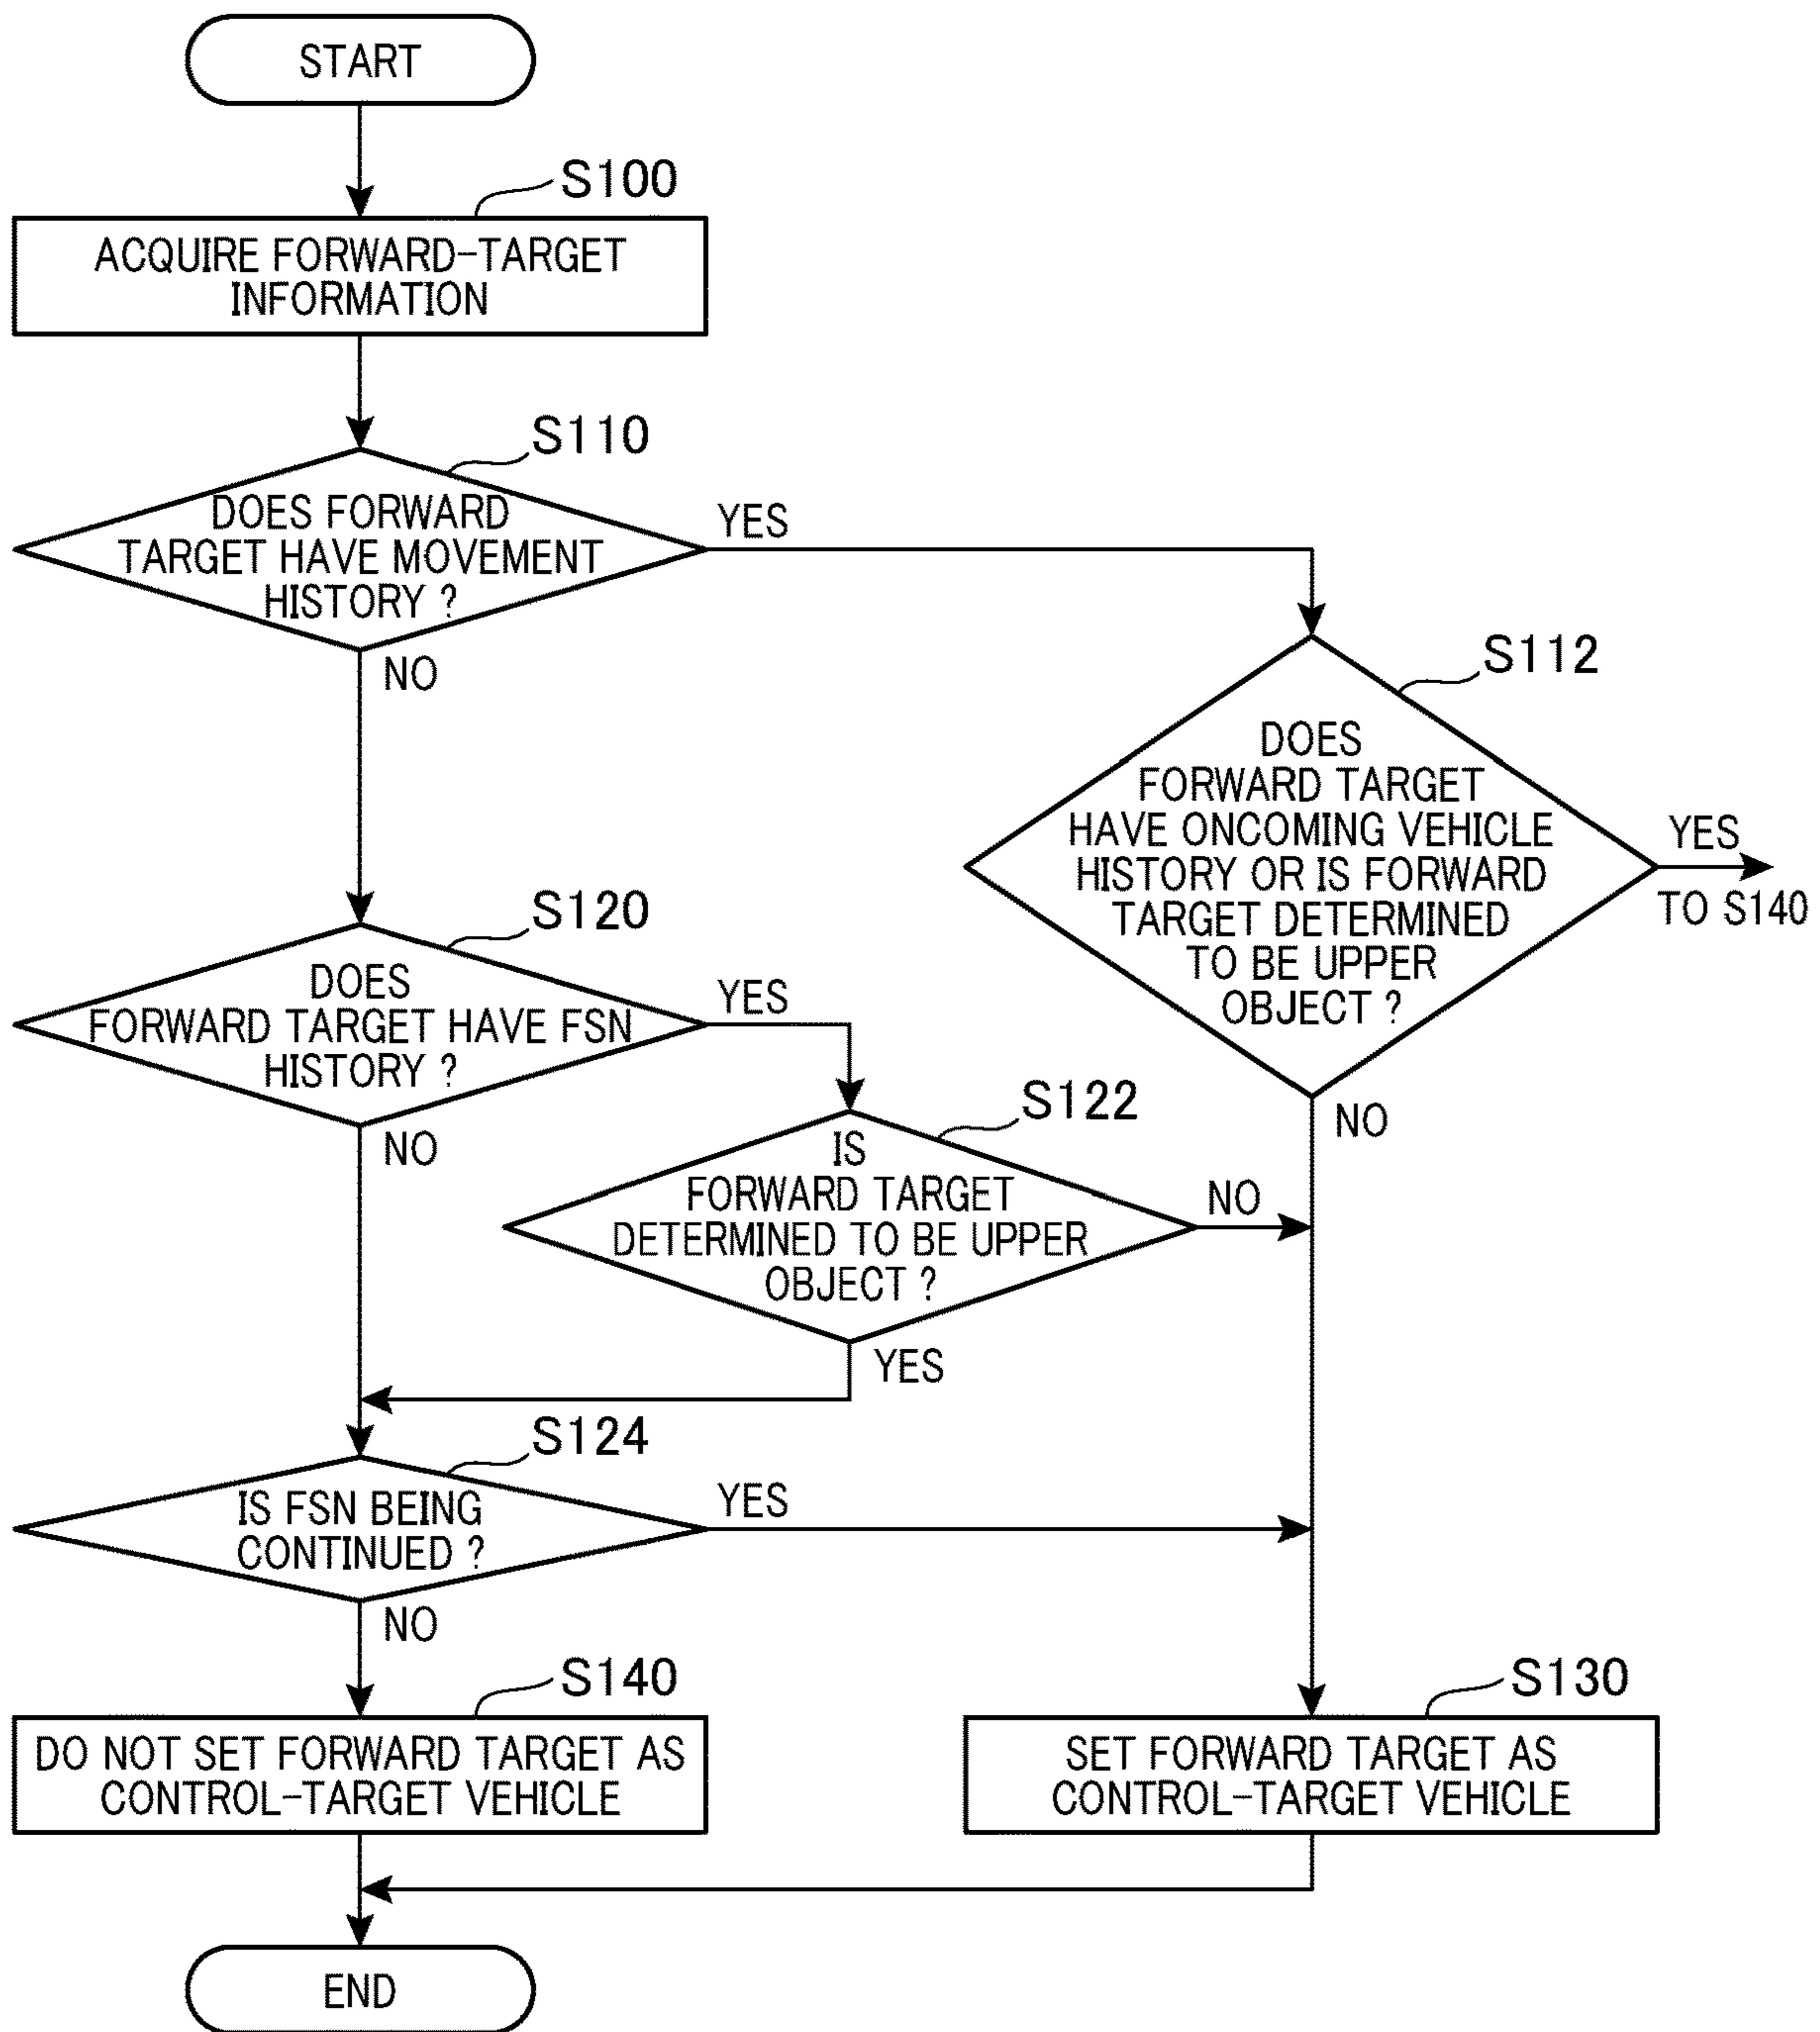 START
S100
ACQUIRE FORWARD-TARGET
INFORMATION
S110
DOES FORWARD
TARGET HAVE MOVEMENT
HISTORY ?
YES
NO
S112
DOES
FORWARD TARGET
HAVE ONCOMING VEHICLE
HISTORY OR IS FORWARD
TARGET DETERMINED
TO BE UPPER
OBJECT ?
YES
TO S140
NO
S120
DOES
FORWARD TARGET HAVE FSN
HISTORY ?
YES
NO
S122
IS
FORWARD TARGET
DETERMINED TO BE UPPER
OBJECT ?
NO
YES
S124
IS FSN BEING
CONTINUED ?
YES
NO
S140
DO NOT SET FORWARD TARGET AS
CONTROL-TARGET VEHICLE
S130
SET FORWARD TARGET AS
CONTROL-TARGET VEHICLE
END